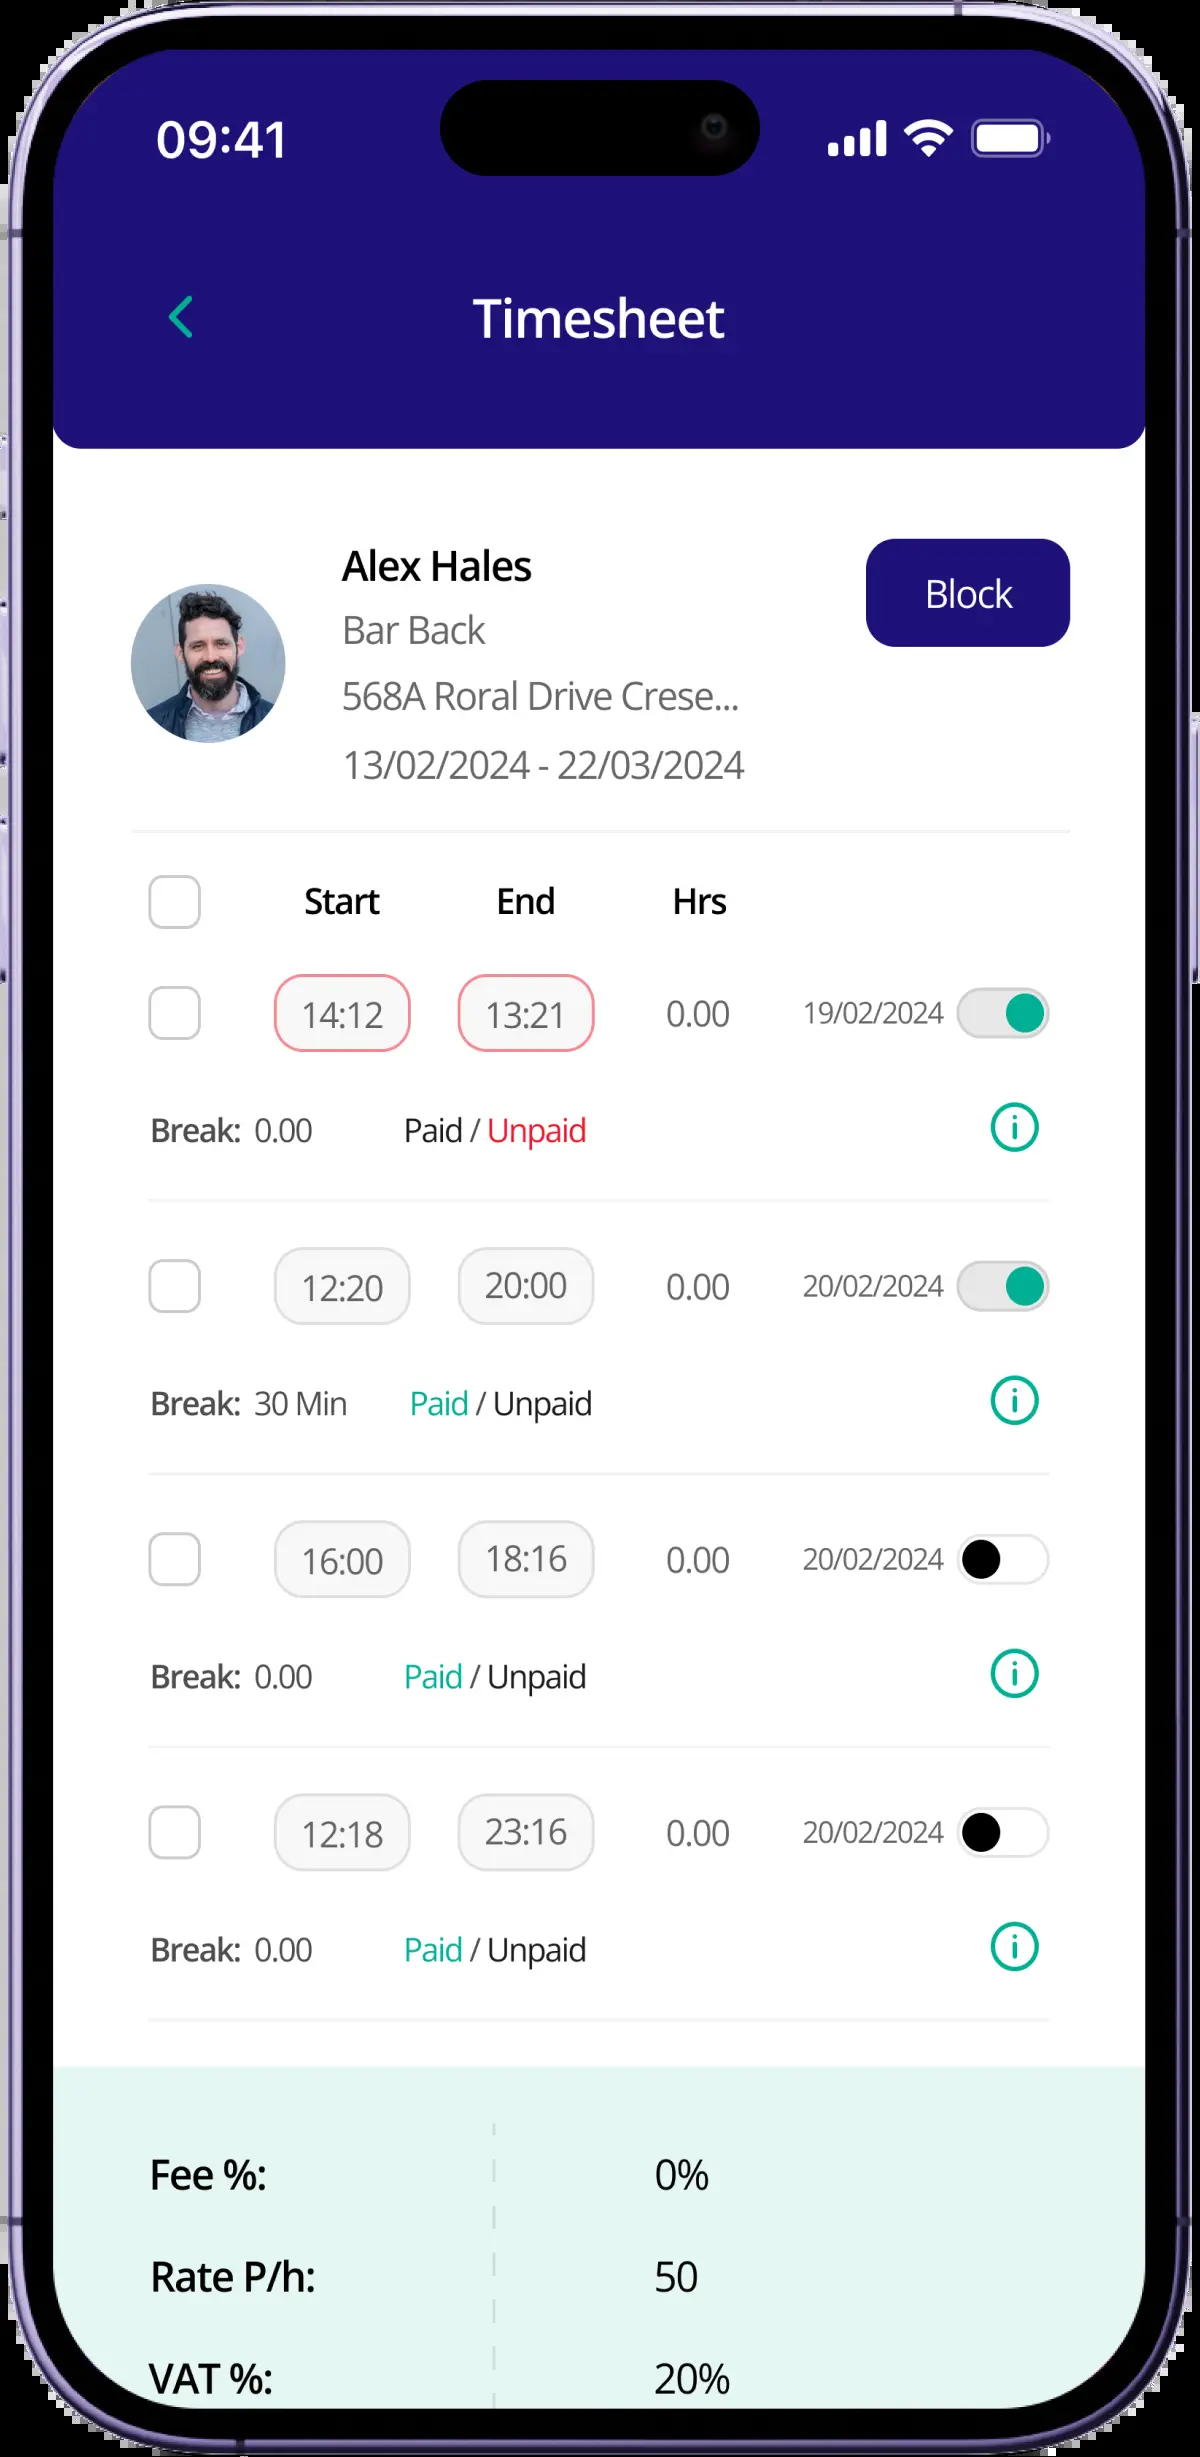 09:41
Timesheet
Alex Hales
Block
Bar Back
568A Roral Drive Crese...
13/02/2024 - 22/03/2024
Start End Hrs
14:12 13:21 0.00 19/02/2024
Break: 0.00 Paid / Unpaid
12:20 20:00 0.00 20/02/2024
Break: 30 Min Paid / Unpaid
16:00 18:16 0.00 20/02/2024
Break: 0.00 Paid / Unpaid
12:18 23:16 0.00 20/02/2024
Break: 0.00 Paid / Unpaid
Fee %: 0%
Rate P/h: 50
VAT %: 20%